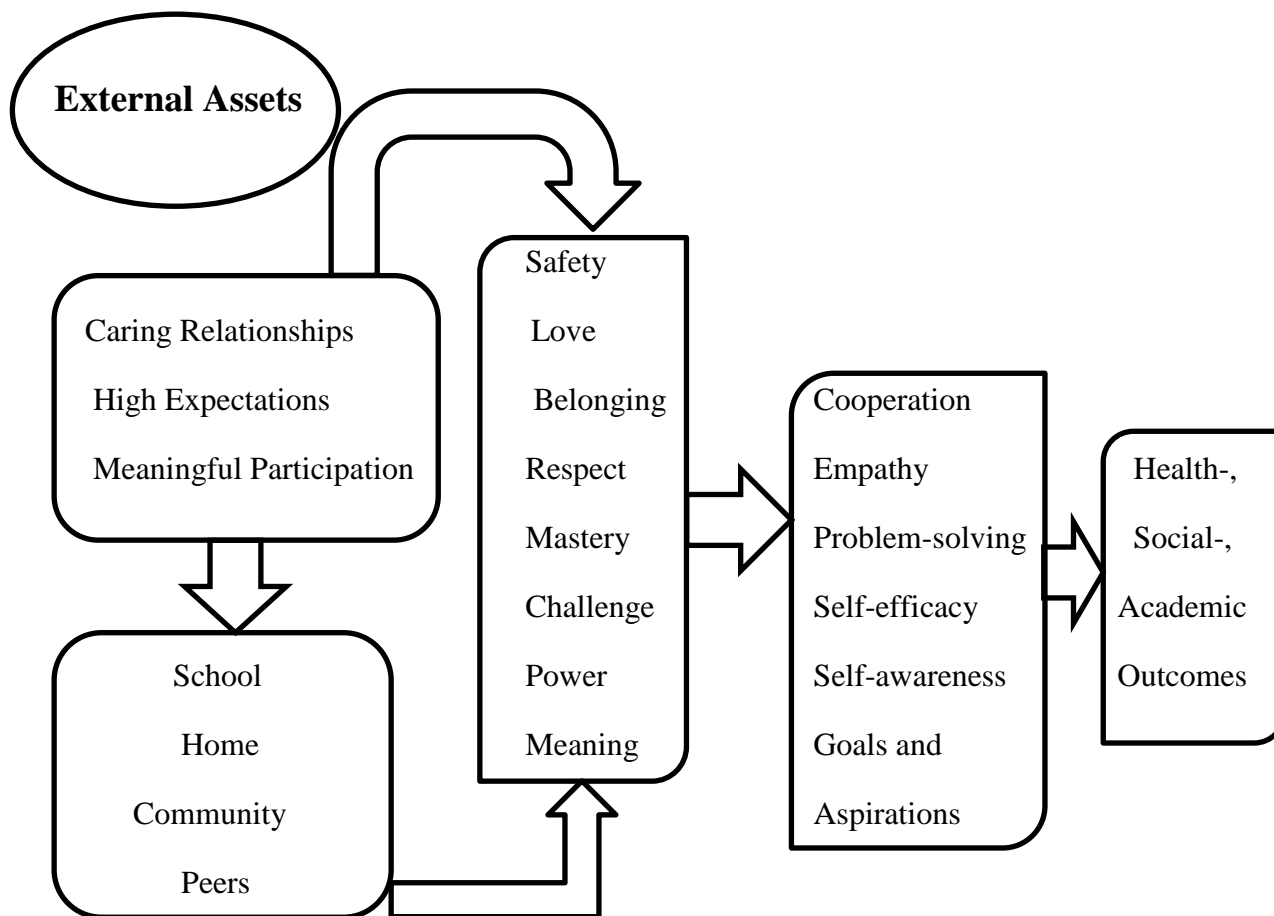 External Assets
Caring Relationships
High Expectations
Meaningful Participation
School
Home
Community
Peers
Safety
Love
Belonging
Respect
Mastery
Challenge
Power
Meaning
Cooperation
Empathy
Problem-solving
Self-efficacy
Self-awareness
Goals and
Aspirations
Health-,
Social-,
Academic
Outcomes